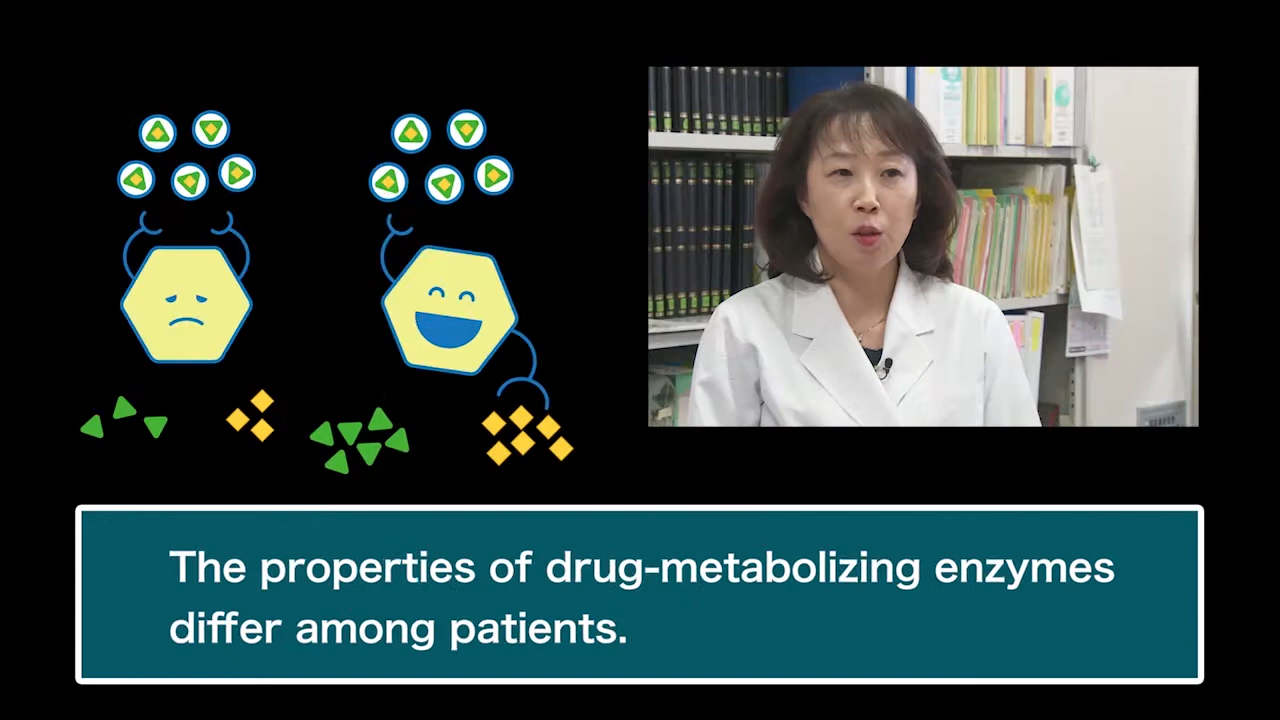 The properties of drug-metabolizing enzymes
differ among patients.